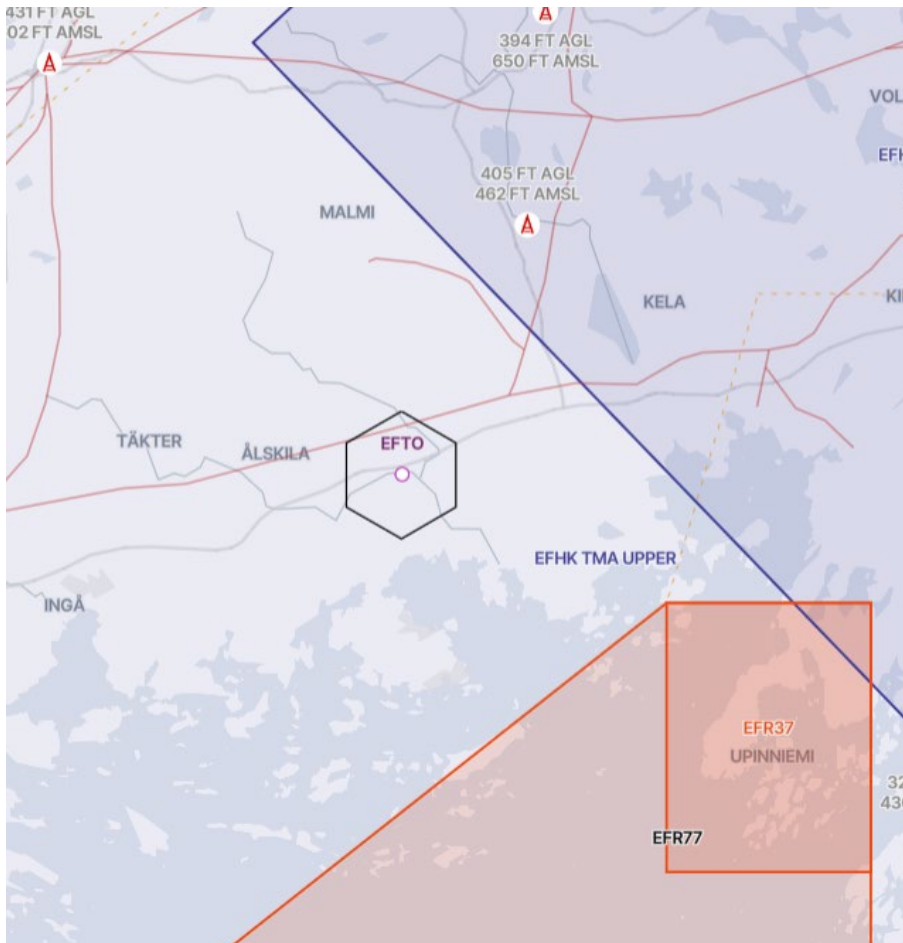 431 FT AGL
02 FT AMSL
394 FT AGL
650 FT AMSL
VOL
EFH
405 FT AGL
462 FT AMSL
MALMI
KELA
KI
EFTO
TÄKTER
ÅLSKILA
EFHK TMA UPPER
INGÅ
EFR37
UPINNIEMI
32
430
EFR77